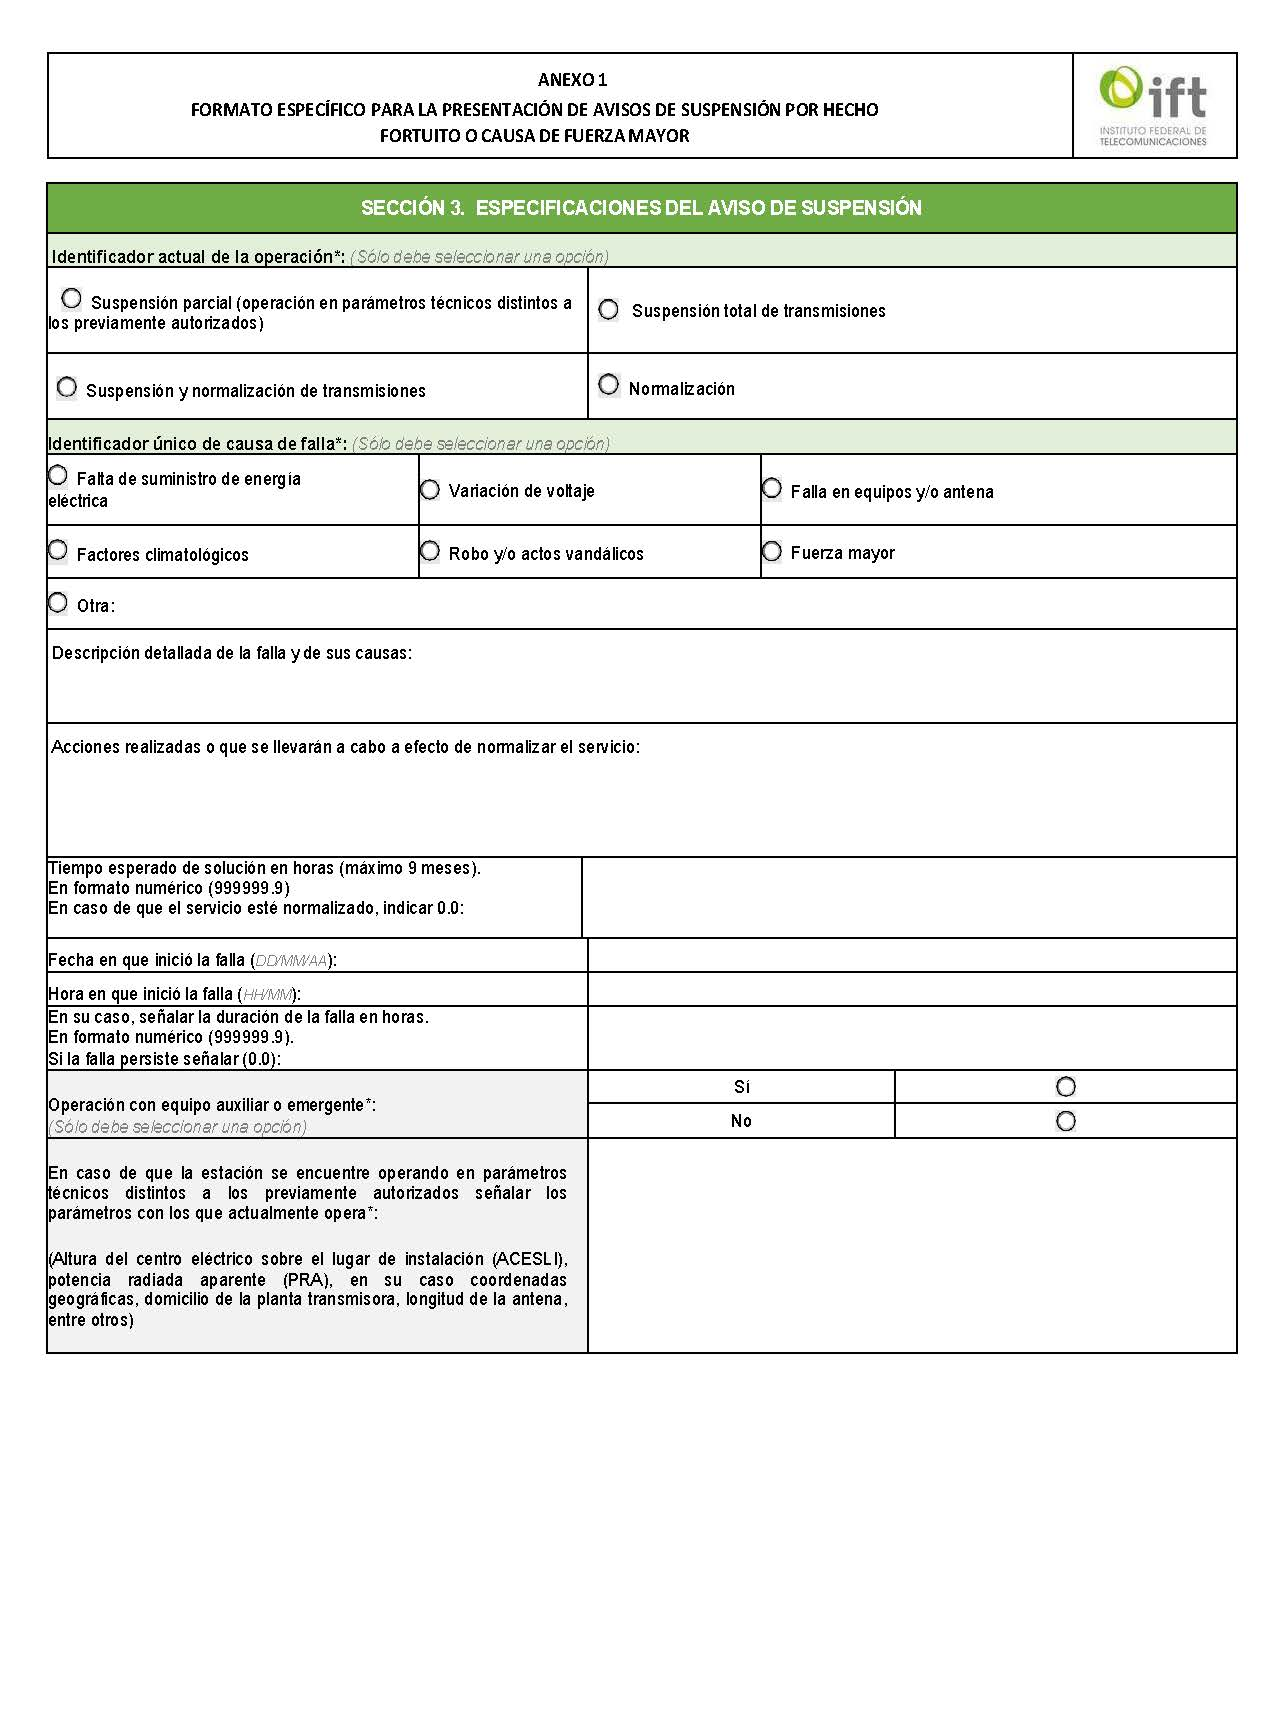 ANEXO 1
FORMATO ESPECÍFICO PARA LA PRESENTACIÓN DE AVISOS DE SUSPENSIÓN POR HECHO
FORTUITO O CAUSA DE FUERZA MAYOR
ift
INSTITUTO FEDERAL DE
TELECOMUNICACIONES
SECCIÓN 3. ESPECIFICACIONES DEL AVISO DE SUSPENSIÓN
Identificador actual de la operación*: (Sólo debe seleccionar una opción)
Suspensión parcial (operación en parámetros técnicos distintos a
los previamente autorizados)
Suspensión total de transmisiones
Suspensión y normalización de transmisiones
Normalización
Identificador único de causa de falla*: (Sólo debe seleccionar una opción)
Falta de suministro de energía
eléctrica
Variación de voltaje
Falla en equipos y/o antena
Factores climatológicos
Robo y/o actos vandálicos
Fuerza mayor
Otra:
Descripción detallada de la falla y de sus causas:
Acciones realizadas o que se llevarán a cabo a efecto de normalizar el servicio:
Tiempo esperado de solución en horas (máximo 9 meses).
En formato numérico (999999.9)
En caso de que el servicio esté normalizado, indicar 0.0:
Fecha en que inició la falla (DD/MM/AA):
Hora en que inició la falla (HH/MM):
En su caso, señalar la duración de la falla en horas.
En formato numérico (999999.9).
Si la falla persiste señalar (0.0):
Operación con equipo auxiliar o emergente*:
(Sólo debe seleccionar una opción)
Sí
No
En caso de que la estación se encuentre operando en parámetros
técnicos distintos a los previamente autorizados señalar los
parámetros con los que actualmente opera*:
(Altura del centro eléctrico sobre el lugar de instalación (ACESLI),
potencia radiada aparente (PRA), en su caso coordenadas
geográficas, domicilio de la planta transmisora, longitud de la antena,
entre otros)